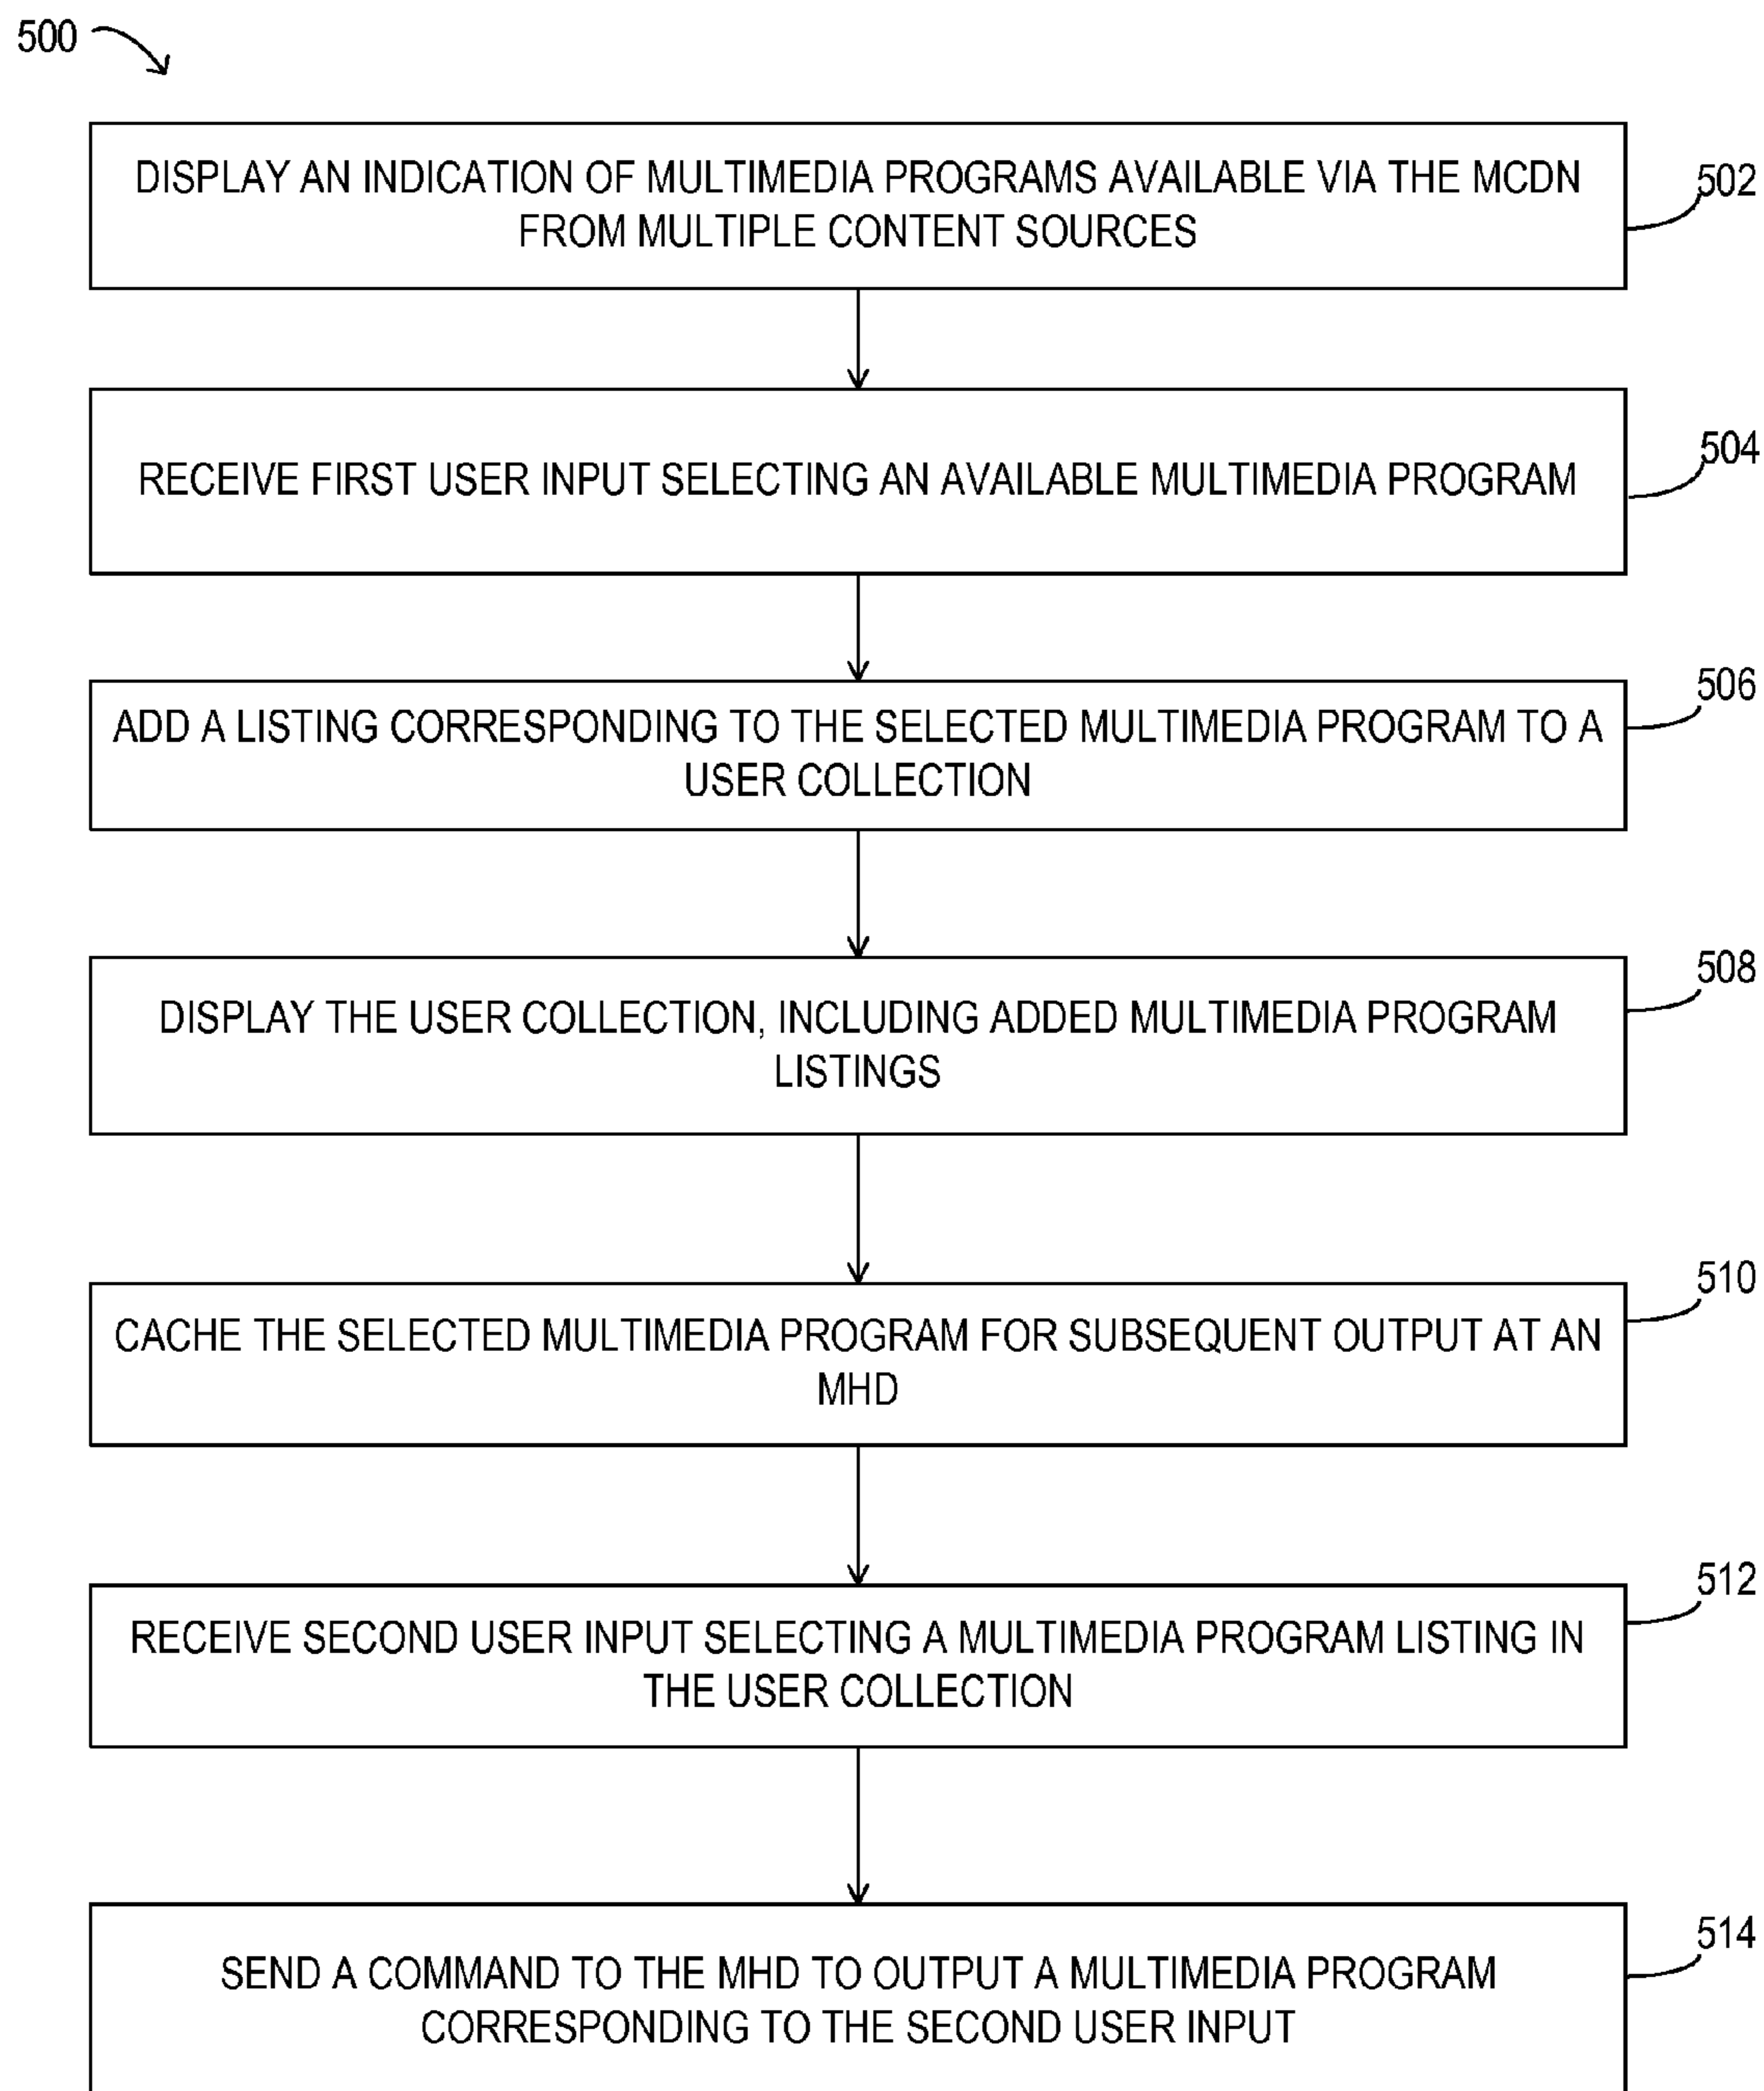 500
DISPLAY AN INDICATION OF MULTIMEDIA PROGRAMS AVAILABLE VIA THE MCDN
FROM MULTIPLE CONTENT SOURCES
502
RECEIVE FIRST USER INPUT SELECTING AN AVAILABLE MULTIMEDIA PROGRAM
504
ADD A LISTING CORRESPONDING TO THE SELECTED MULTIMEDIA PROGRAM TO A
USER COLLECTION
506
DISPLAY THE USER COLLECTION, INCLUDING ADDED MULTIMEDIA PROGRAM
LISTINGS
508
CACHE THE SELECTED MULTIMEDIA PROGRAM FOR SUBSEQUENT OUTPUT AT AN
MHD
510
RECEIVE SECOND USER INPUT SELECTING A MULTIMEDIA PROGRAM LISTING IN
THE USER COLLECTION
512
SEND A COMMAND TO THE MHD TO OUTPUT A MULTIMEDIA PROGRAM
CORRESPONDING TO THE SECOND USER INPUT
514